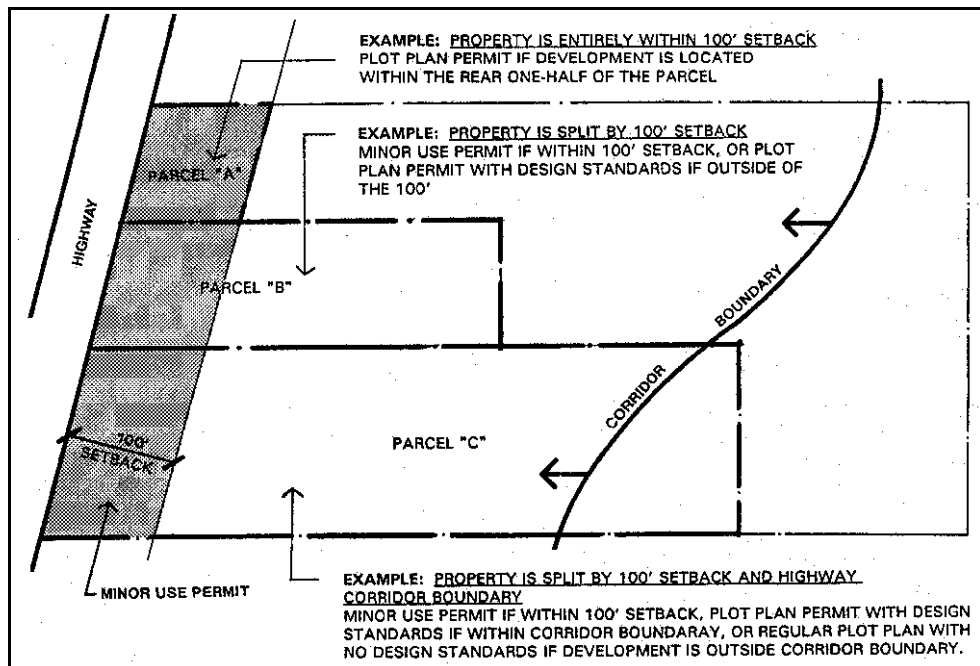 EXAMPLE: PROPERTY IS ENTIRELY WITHIN 100' SETBACK
PLOT PLAN PERMIT IF DEVELOPMENT IS LOCATED
WITHIN THE REAR ONE-HALF OF THE PARCEL
EXAMPLE: PROPERTY IS SPLIT BY 100' SETBACK
MINOR USE PERMIT IF WITHIN 100' SETBACK, OR PLOT
PLAN PERMIT WITH DESIGN STANDARDS IF OUTSIDE OF
THE 100'
PARCEL "A"
HIGHWAY
PARCEL "B"
BOUNDARY
CORRIDOR
PARCEL "C"
100'
SETBACK
MINOR USE PERMIT
EXAMPLE: PROPERTY IS SPLIT BY 100' SETBACK AND HIGHWAY
CORRIDOR BOUNDARY
MINOR USE PERMIT IF WITHIN 100' SETBACK, PLOT PLAN PERMIT WITH DESIGN
STANDARDS IF WITHIN CORRIDOR BOUNDARAY, OR REGULAR PLOT PLAN WITH
NO DESIGN STANDARDS IF DEVELOPMENT IS OUTSIDE CORRIDOR BOUNDARY.